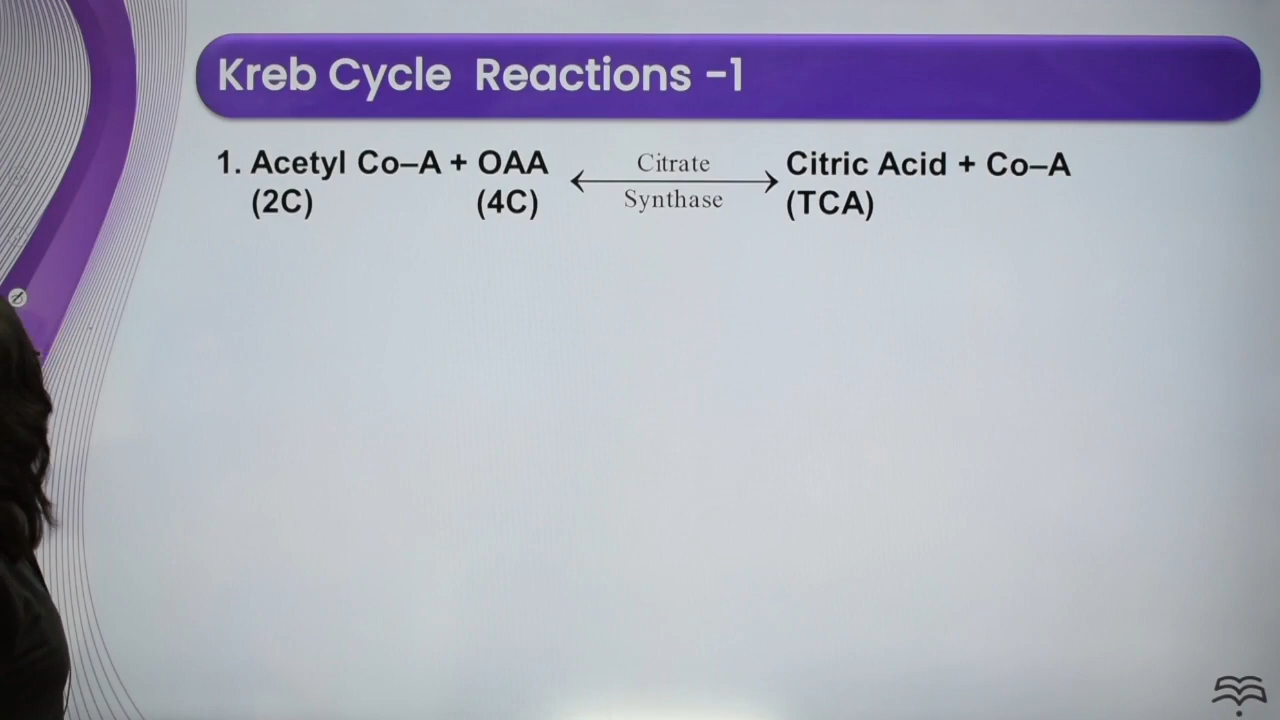 Kreb Cycle Reactions -1
1. Acetyl Co–A + OAA ⟷ Citric Acid + Co–A
Citrate
Synthase
(2C) (4C) (TCA)